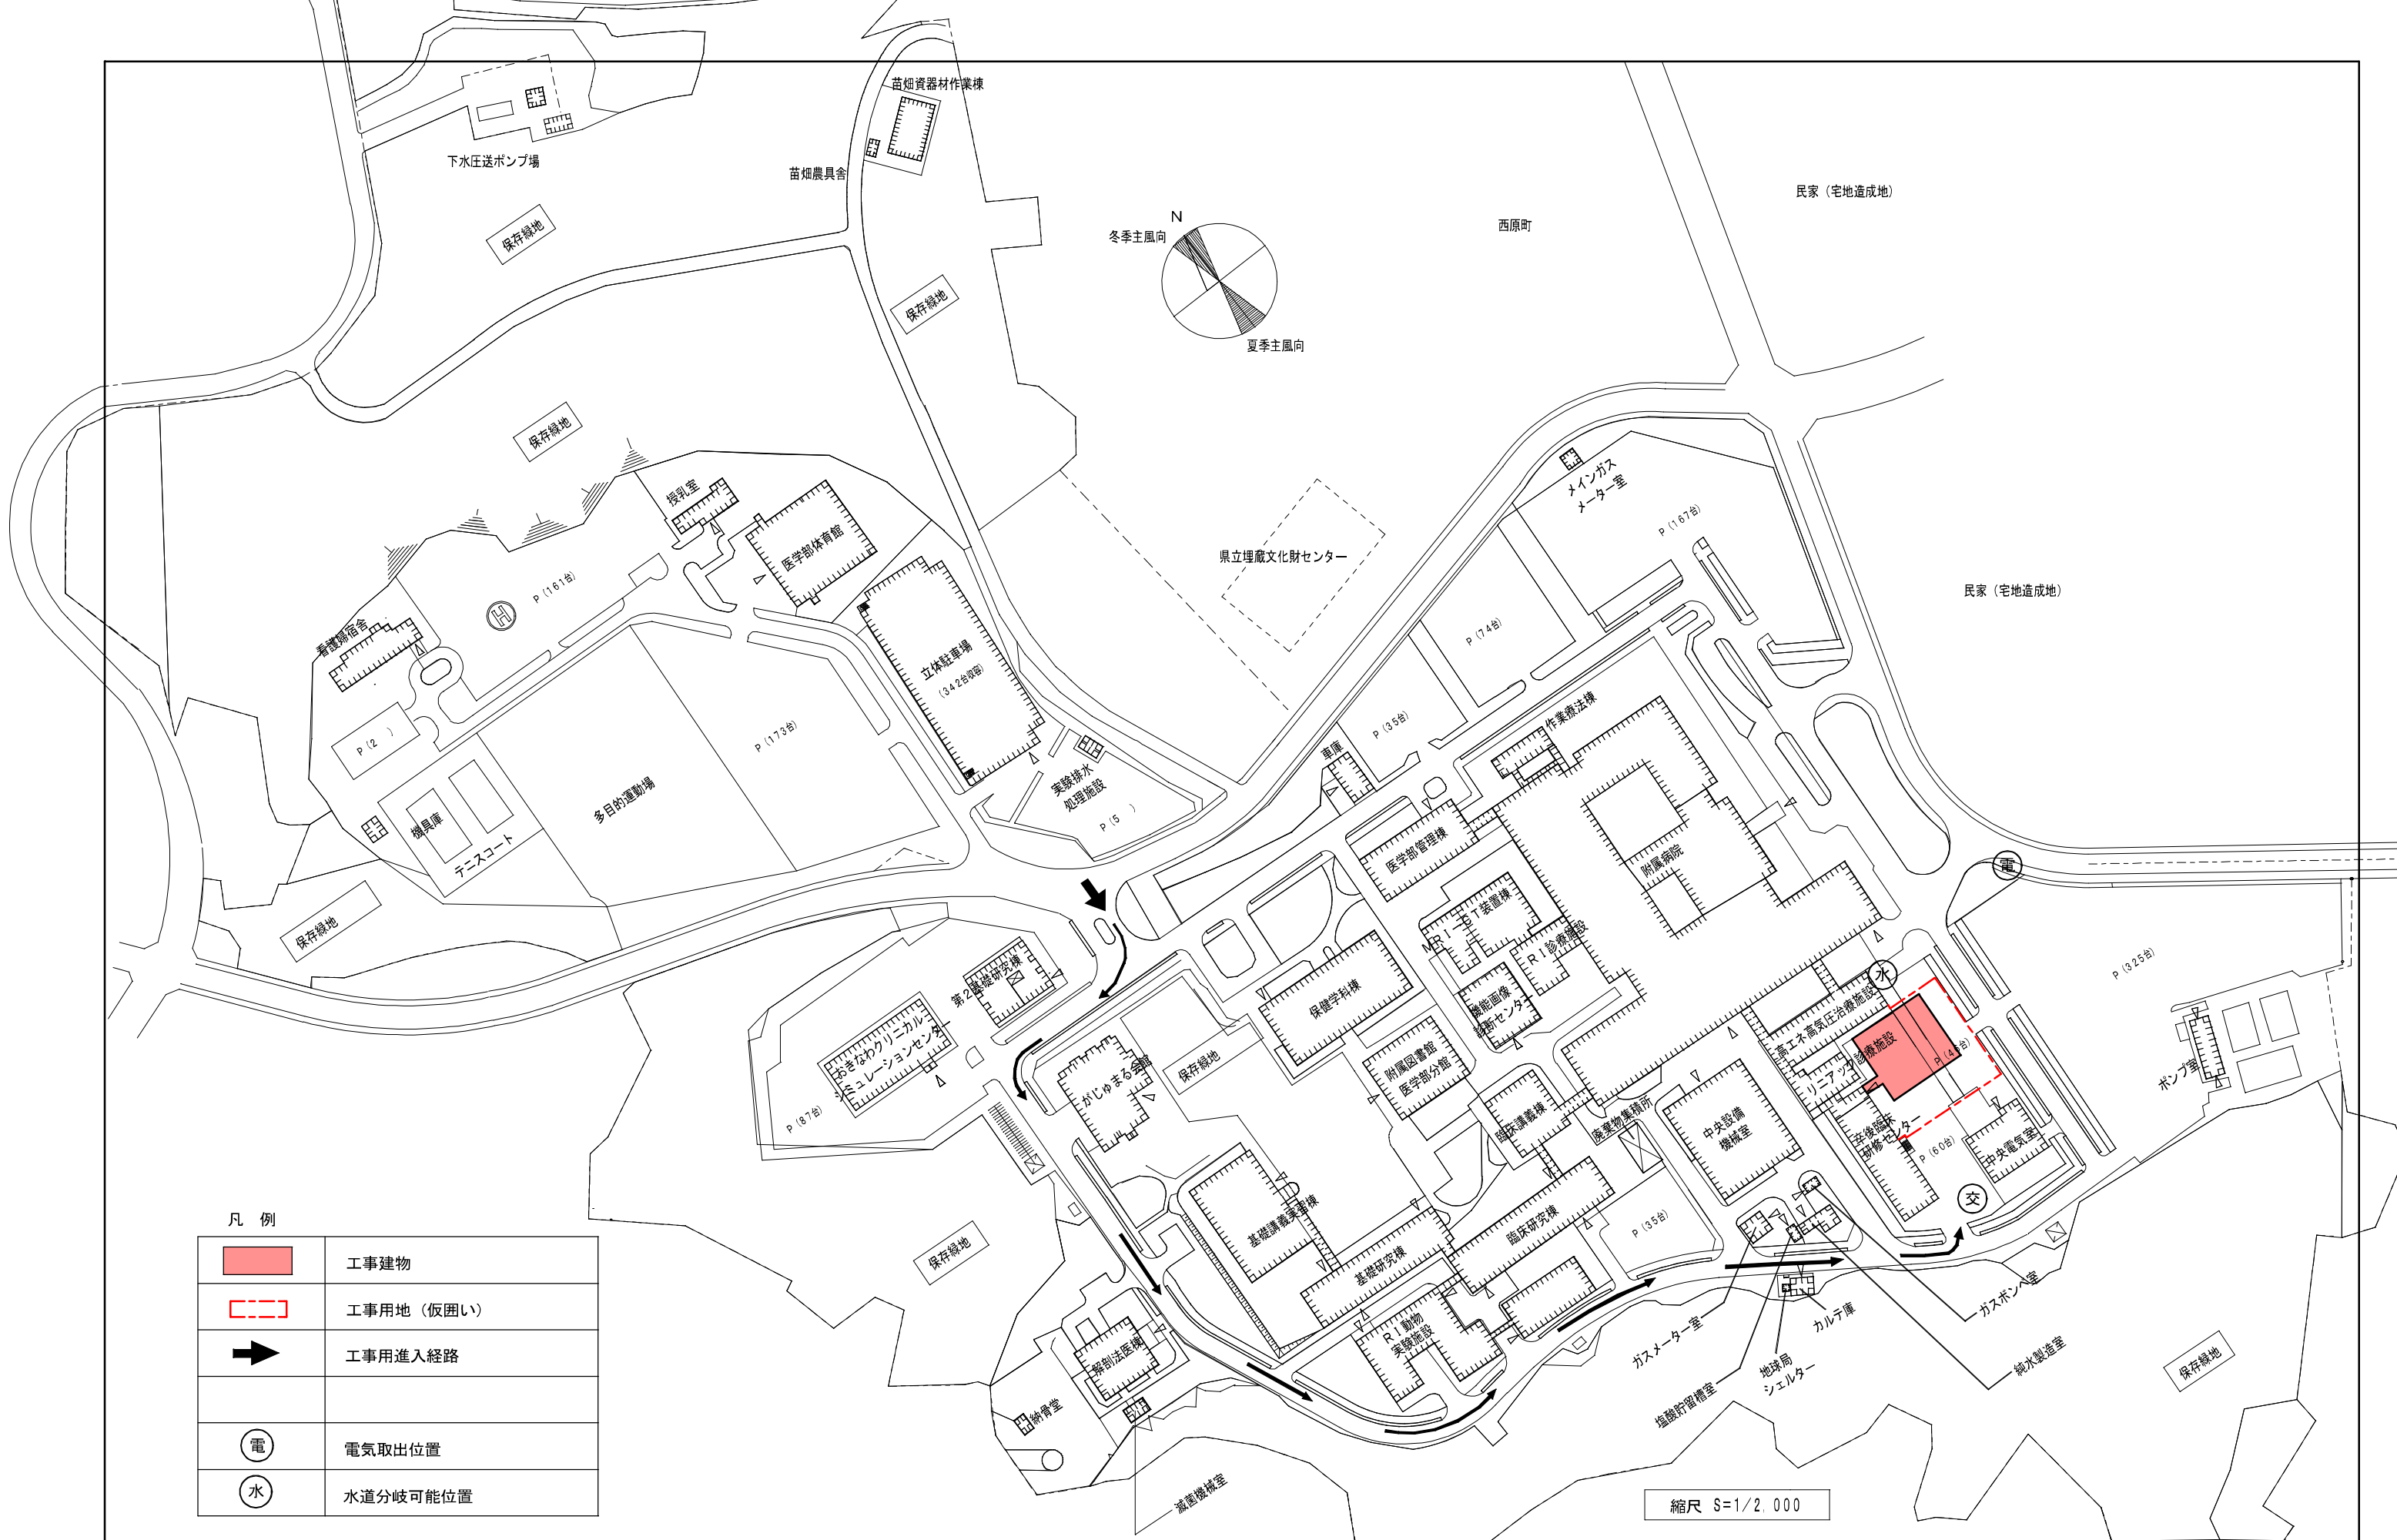 苗畑資器材作業棟
下水圧送ポンプ場
苗畑農具舎
民家（宅地造成地）
N
冬季主風向
西原町
保存緑地
保存緑地
夏季主風向
保存緑地
メインガス
メーター室
授乳室
P（167台）
医学部体育館
県立埋蔵文化財センター
P（161台）
H
民家（宅地造成地）
看護婦宿舎
P（74台）
立体駐車場
（342台収容）
作業療法棟
P（35台）
P（173台）
P（2　）
車庫
実験排水
処理施設
多目的運動場
P（5　）
機具庫
テニスコート
医学部管理棟
附属病院
電
保存緑地
MRI-CT装置棟
RI診療施設
P（325台）
第2基礎研究棟
水
保健学科棟
機能画像
診断センター
高エネ高気圧治療施設
おきなわクリニカル
シミュレーションセンター
がじゅまる会館
保存緑地
附属図書館
医学部分館
リニアック診療施設
ポンプ室
P（87台）
臨床講義棟
廃棄物集積所
中央設備
機械室
卒後臨床
研修センター
P（60台）
中央電気室
交
基礎講義実習棟
臨床研究棟
P（35台）
保存緑地
基礎研究棟
RI動物
実験施設
ガスボンベ室
カルテ庫
ガスメーター室
解剖法医棟
地球局
シェルター
純水製造室
保存緑地
塩酸貯留槽室
納骨堂
滅菌機械室
凡　例
工事建物
工事用地（仮囲い）
工事用進入経路
電 電気取出位置
水 水道分岐可能位置
縮尺 S=1/2,000